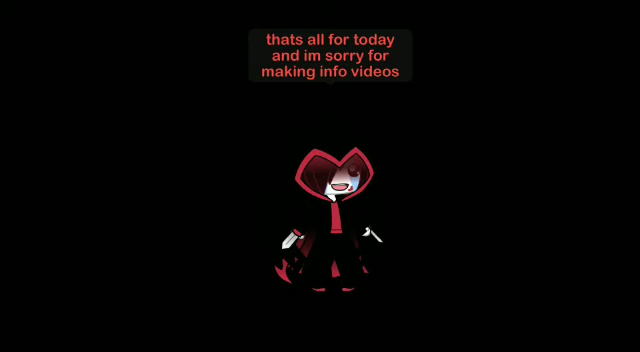 thats all for today
and im sorry for
making info videos